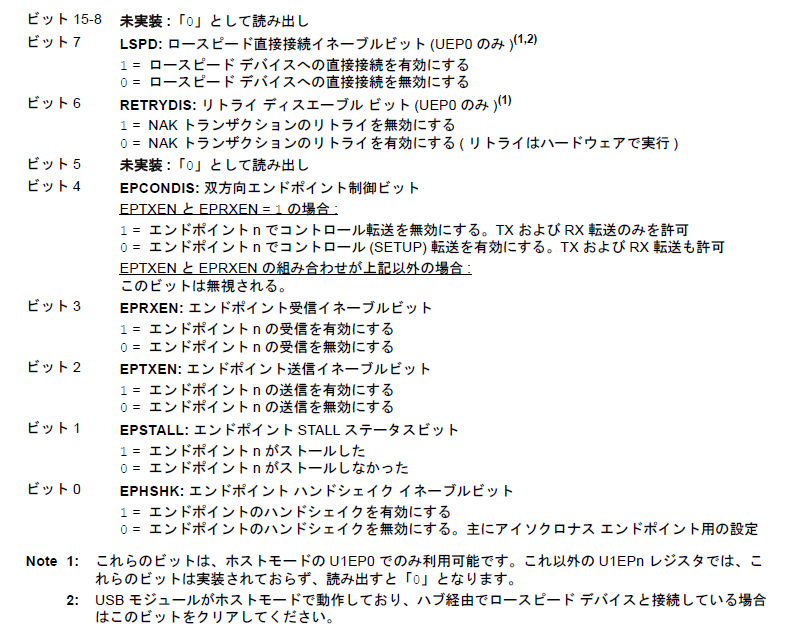 ビット 15-8 未実装 :「0」として読み出し
ビット 7 LSPD: ロースピード直接接続イネーブルビット (UEP0 のみ )(1,2)
1 = ロースピード デバイスへの直接接続を有効にする
0 = ロースピード デバイスへの直接接続を無効にする
ビット 6 RETRYDIS: リトライ ディスエーブル ビット (UEP0 のみ )(1)
1 = NAK トランザクションのリトライを無効にする
0 = NAK トランザクションのリトライを有効にする ( リトライはハードウェアで実行 )
ビット 5 未実装 :「0」として読み出し
ビット 4 EPCONDIS: 双方向エンドポイント制御ビット
EPTXEN と EPRXEN = 1 の場合 :
1 = エンドポイント n でコントロール転送を無効にする。TX および RX 転送のみを許可
0 = エンドポイント n でコントロール (SETUP) 転送を有効にする。TX および RX 転送も許可
EPTXEN と EPRXEN の組み合わせが上記以外の場合 :
このビットは無視される。
ビット 3 EPRXEN: エンドポイント受信イネーブルビット
1 = エンドポイント n の受信を有効にする
0 = エンドポイント n の受信を無効にする
ビット 2 EPTXEN: エンドポイント送信イネーブルビット
1 = エンドポイント n の送信を有効にする
0 = エンドポイント n の送信を無効にする
ビット 1 EPSTALL: エンドポイント STALL ステータスビット
1 = エンドポイント n がストールした
0 = エンドポイント n がストールしなかった
ビット 0 EPHSHK: エンドポイント ハンドシェイク イネーブルビット
1 = エンドポイントのハンドシェイクを有効にする
0 = エンドポイントのハンドシェイクを無効にする。主にアイソクロナス エンドポイント用の設定
Note 1: これらのビットは、ホストモードの U1EP0 でのみ利用可能です。これ以外の U1EPn レジスタでは、こ
れらのビットは実装されておらず、読み出すと「0」となります。
2: USB モジュールがホストモードで動作しており、ハブ経由でロースピード デバイスと接続している場合
はこのビットをクリアしてください。